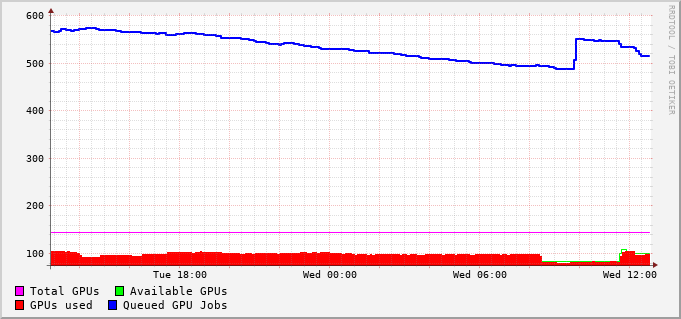 600
500
400
300
200
100
Tue 18:00 Wed 00:00 Wed 06:00 Wed 12:00
Total GPUs Available GPUs
GPUs used Queued GPU Jobs
RRDTOOL / TOBI OETIKER